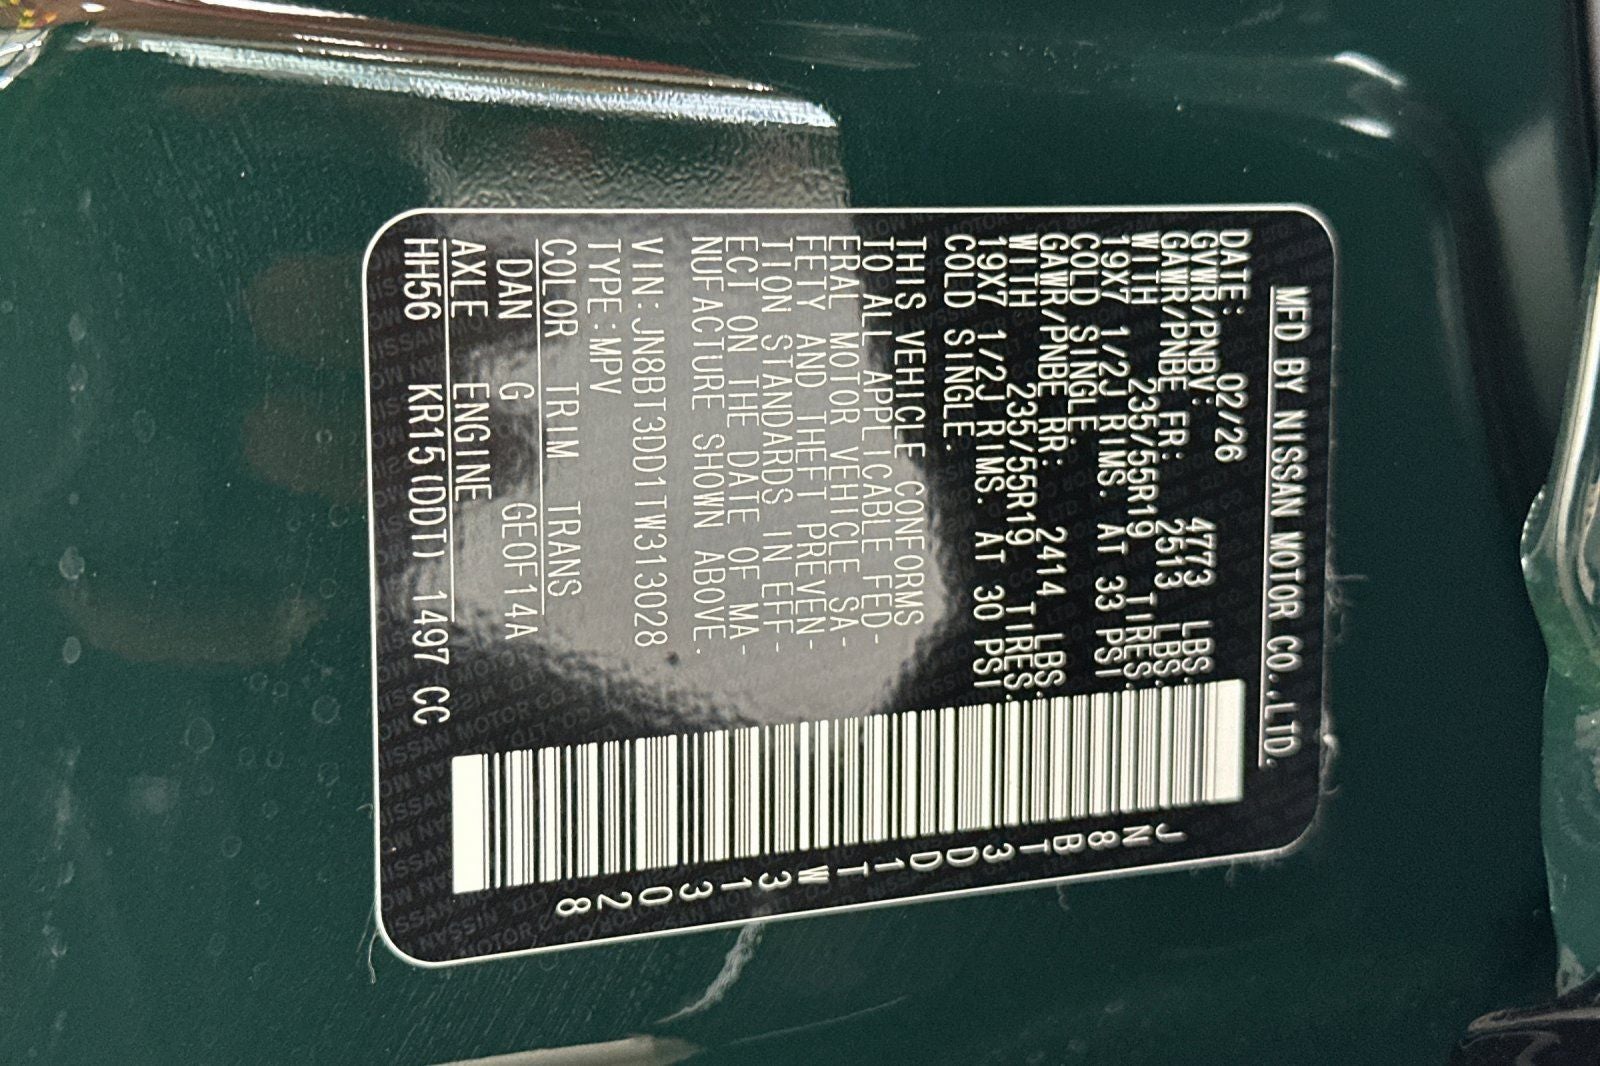 MFD BY NISSAN MOTOR CO.,LTD.
DATE: 02/26
GVWR/PNBV: 4773 LBS.
GAWR/PNBE FR: 2513 LBS.
WITH 235/55R19 TIRES.
19X7 1/2J RIMS. AT 33 PSI
COLD SINGLE.
GAWR/PNBE RR: 2414 LBS.
WITH 235/55R19 TIRES.
19X7 1/2J RIMS. AT 30 PSI
COLD SINGLE.
THIS VEHICLE CONFORMS
TO ALL APPLICABLE FED-
ERAL MOTOR VEHICLE SA-
FETY AND THEFT PREVEN-
TION STANDARDS IN EFF-
ECT ON THE DATE OF MA-
NUFACTURE SHOWN ABOVE.
VIN:JN8BT3DD1TW313028
TYPE:MPV
COLOR TRIM TRANS
DAN G GE0F14A
AXLE ENGINE
HH56 KR15(DDT) 1497 CC
JN8BT3DD1TW313028